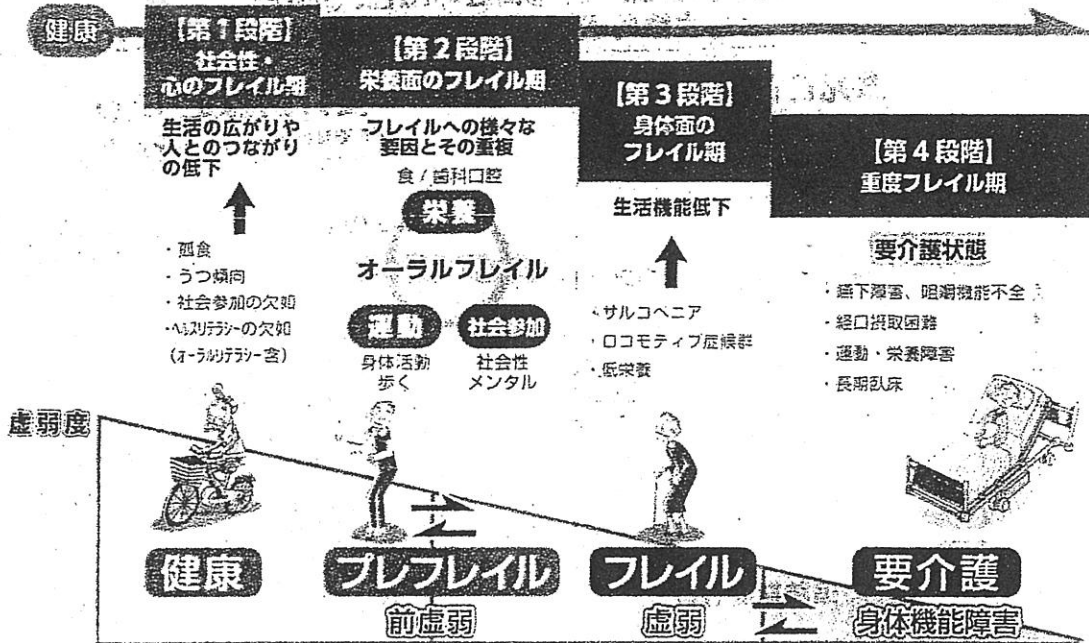 健康
【第1段階】
社会性・
心のフレイル期
生活の広がりや
人とのつながり
の低下
・孤食
・うつ傾向
・社会参加の欠如
・ヘルスリテラシーの欠如
(オーラルリテラシー含)
【第2段階】
栄養面のフレイル期
フレイルへの様々な
要因とその重複
食/歯科口腔
栄養
オーラルフレイル
運動
社会参加
身体活動
歩く
社会性
メンタル
【第3段階】
身体面の
フレイル期
生活機能低下
・サルコペニア
・ロコモティブ症候群
・低栄養
【第4段階】
重度フレイル期
要介護状態
・嚥下障害、咀嚼機能不全
・経口摂取困難
・運動・栄養障害
・長期臥床
虚弱度
健康
プレフレイル
前虚弱
フレイル
虚弱
要介護
身体機能障害